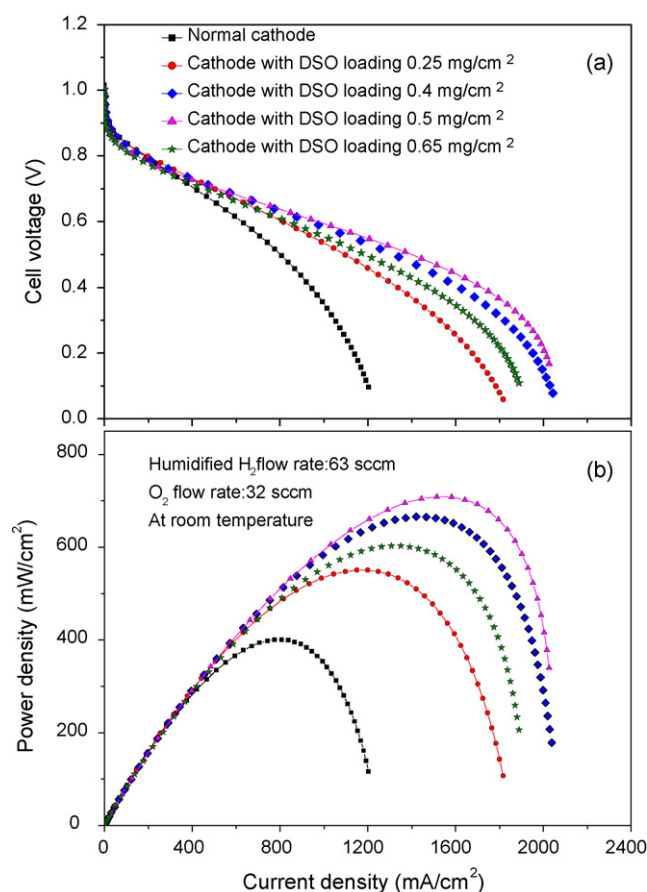 Normal cathode
Cathode with DSO loading 0.25 mg/cm 2
Cathode with DSO loading 0.4 mg/cm 2
Cathode with DSO loading 0.5 mg/cm 2
Cathode with DSO loading 0.65 mg/cm 2
(a)
1.2
1.0
0.8
0.6
0.4
0.2
0.0
Cell voltage (V)
Humidified H2flow rate:63 sccm
O2 flow rate:32 sccm
At room temperature
(b)
800
600
400
200
0
Power density (mW/cm2)
0 400 800 1200 1600 2000 2400
Current density (mA/cm2)